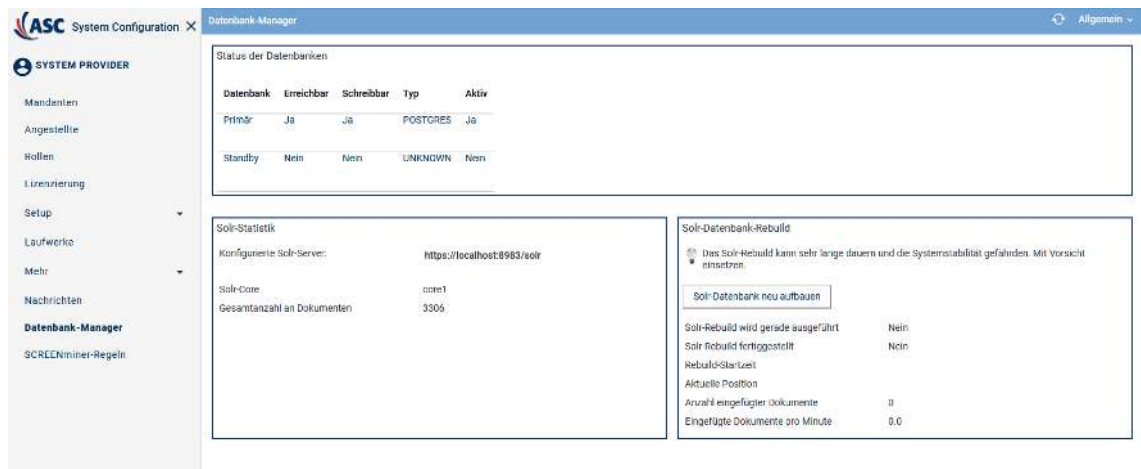 ASC System Configuration
SYSTEM PROVIDER
Mandanten
Angestellte
Rollen
Lizenzierung
Setup
Laufwerke
Mehr
Nachrichten
Datenbank-Manager
SCREENminer-Regeln
Datenbank-Manager
Allgemein
Status der Datenbanken
Datenbank Erreichbar Schreibbar Typ Aktiv
Primär Ja Ja POSTGRES Ja
Standby Nein Nein UNKNOWN Nein
Solr-Statistik
Konfigurierte Solr-Server: https://localhost:8983/solr
Solr-Core core1
Gesamtanzahl an Dokumenten 3306
Solr-Datenbank-Rebuild
Das Solr-Rebuild kann sehr lange dauern und die Systemstabilität gefährden. Mit Vorsicht
einsetzen.
Solr-Datenbank neu aufbauen
Solr-Rebuild wird gerade ausgeführt Nein
Solr-Rebuild fertiggestellt Nein
Rebuild-Startzeit
Aktuelle Position
Anzahl eingefügter Dokumente 0
Eingefügte Dokumente pro Minute 0.0